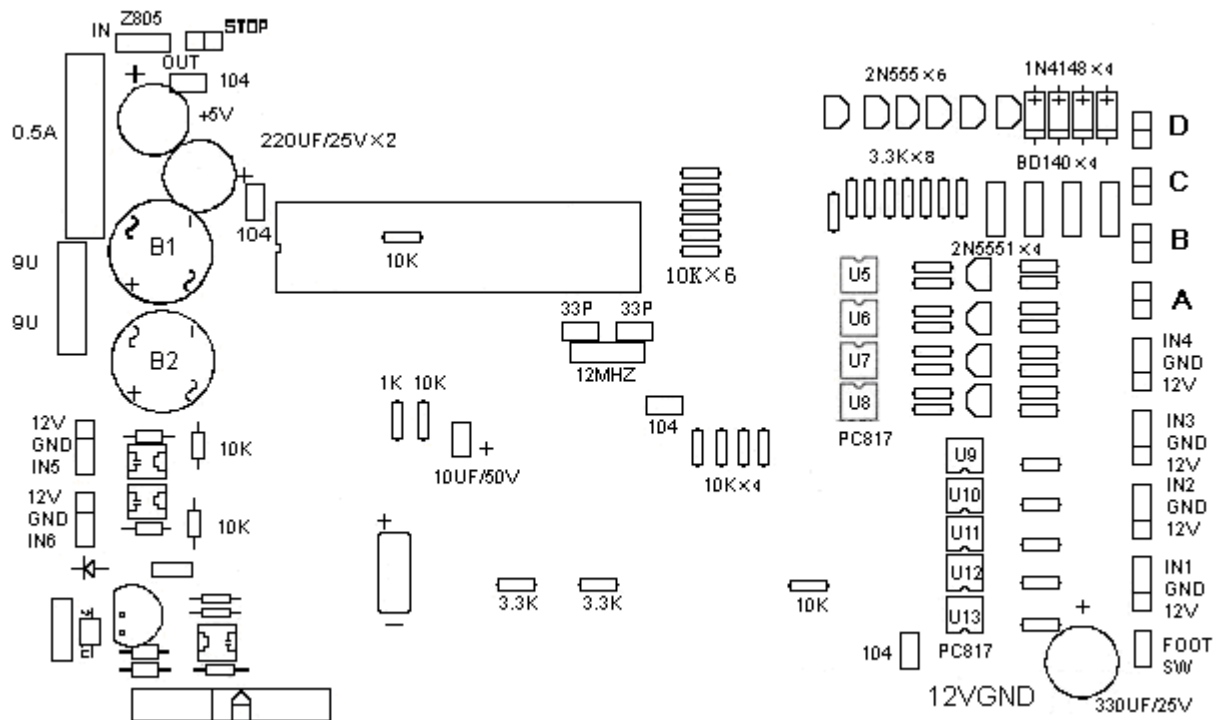 Z805
IN
STOP
OUT
104
+5V
0.5A
220UF/25V×2
104
B1
9U
10K
9U
B2
10K×6
33P 33P
12MHZ
1K 10K
104
10UF/50V
10K×4
12V
GND
IN5
10K
12V
GND
IN6
10K
3.3K
3.3K
10K
2N555×6
1N4148×4
D
3.3K×8
BD140×4
C
B
2N5551×4
A
U5
U6
U7
U8
PC817
IN4
GND
12V
IN3
GND
12V
U9
IN2
GND
12V
U10
U11
U12
U13
IN1
GND
12V
104
PC817
FOOT
SW
12VGND
330UF/25V